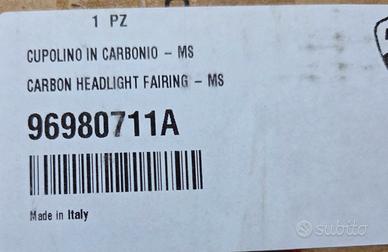 1 PZ
CUPOLINO IN CARBONIO - MS
CARBON HEADLIGHT FAIRING - MS
96980711A
Made in Italy
subito